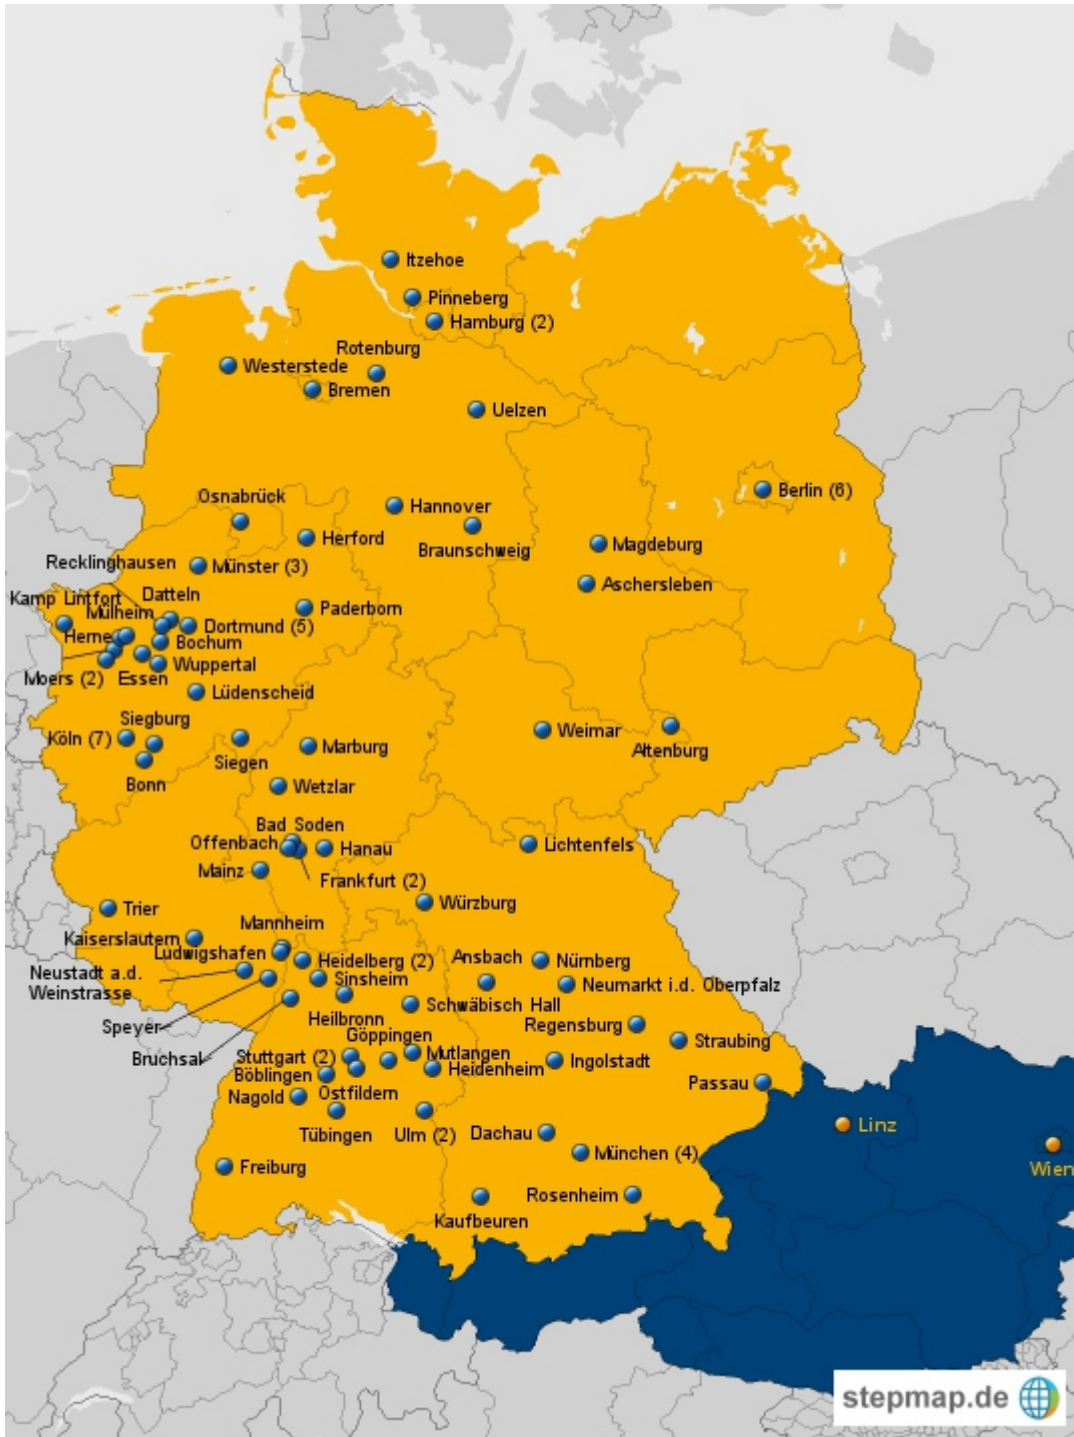 Itzehoe
Pinneberg
Hamburg (2)
Rotenburg
Westerstede
Bremen
Uelzen
Berlin (6)
Osnabrück
Hannover
Herford
Braunschweig
Magdeburg
Recklinghausen
Münster (3)
Aschersleben
Kamp Lintfort
Datteln
Mülheim
Paderborn
Dortmund (5)
Herne
Bochum
Wuppertal
Moers (2)
Essen
Lüdenscheid
Siegburg
Köln (7)
Weimar
Altenburg
Marburg
Siegen
Bonn
Wetzlar
Bad Soden
Offenbach
Hanau
Lichtenfels
Mainz
Frankfurt (2)
Trier
Würzburg
Mannheim
Kaiserslautern
Ludwigshafen
Heidelberg (2)
Ansbach
Nürnberg
Neustadt a.d.
Weinstrasse
Sinsheim
Neumarkt i.d. Oberpfalz
Schwäbisch Hall
Heilbronn
Speyer
Regensburg
Göppingen
Straubing
Bruchsal
Stuttgart (2)
Mutlangen
Ingolstadt
Heidenheim
Böblingen
Passau
Nagold
Ostfildern
Linz
Tübingen
Ulm (2)
Dachau
München (4)
Wien
Freiburg
Rosenheim
Kaufbeuren
stepmap.de